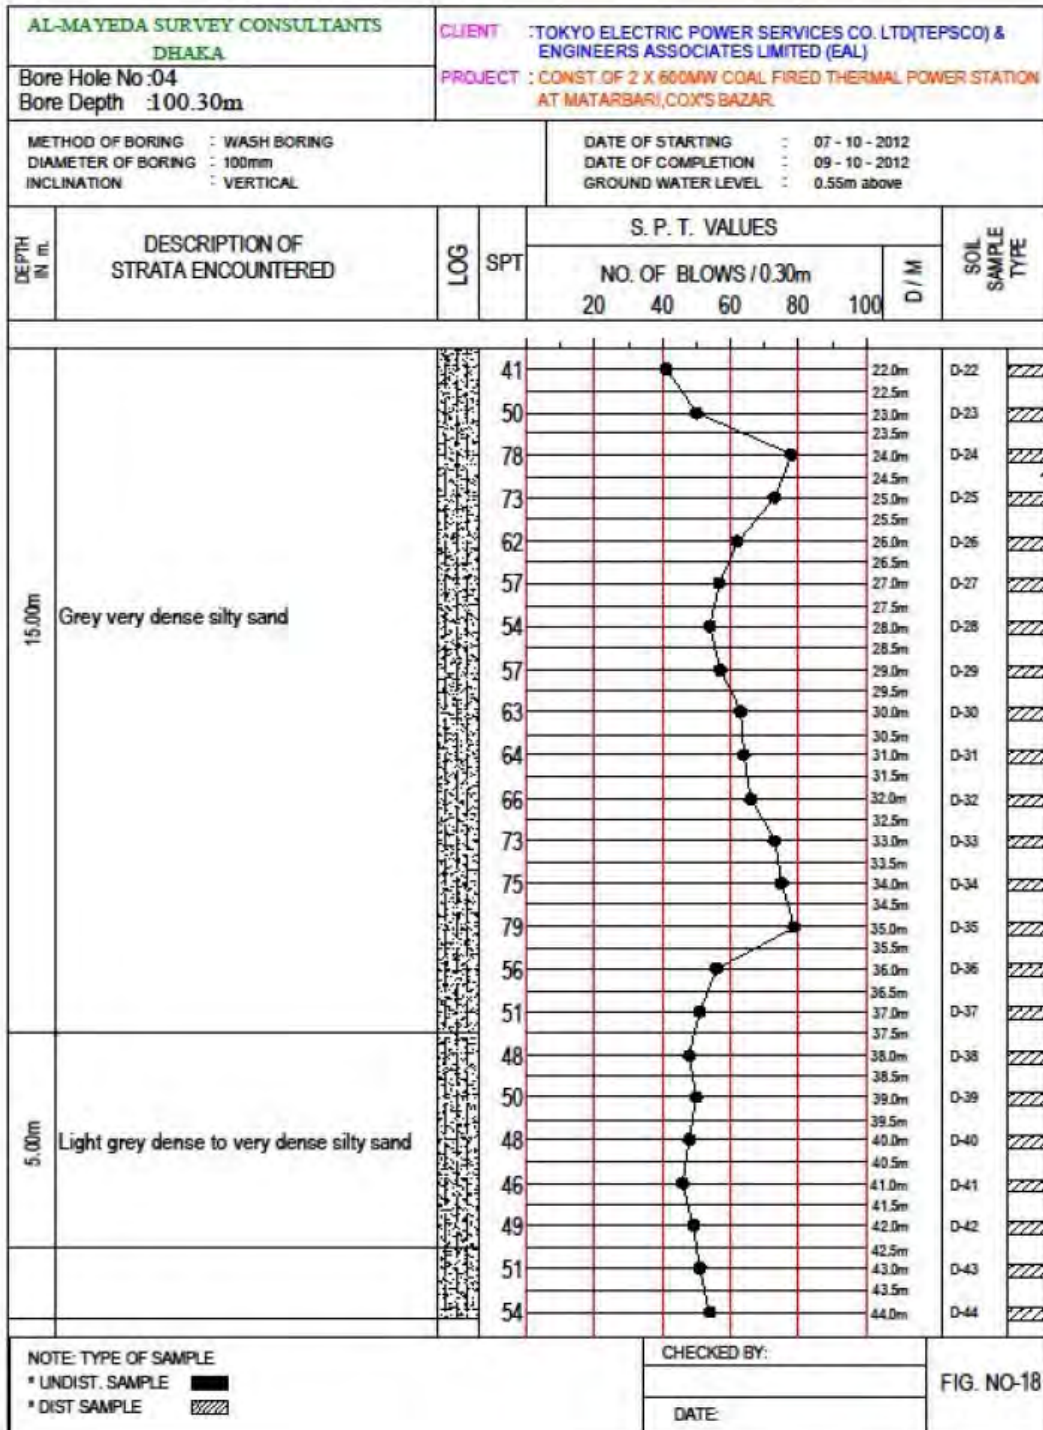 AL-MAYEDA SURVEY CONSULTANTS
DHAKA
Bore Hole No :04
Bore Depth :100.30m
CLIENT :TOKYO ELECTRIC POWER SERVICES CO. LTD(TEPSCO) &
ENGINEERS ASSOCIATES LIMITED (EAL)
PROJECT : CONST.OF 2 X 600MW COAL FIRED THERMAL POWER STATION
AT MATARBARI,COX'S BAZAR.
METHOD OF BORING : WASH BORING
DIAMETER OF BORING : 100mm
INCLINATION : VERTICAL
DATE OF STARTING : 07 - 10 - 2012
DATE OF COMPLETION : 09 - 10 - 2012
GROUND WATER LEVEL : 0.55m above
DEPTH IN m.
DESCRIPTION OF
STRATA ENCOUNTERED
LOG
SPT
S. P. T. VALUES
NO. OF BLOWS / 0.30m
20 40 60 80 100
D / M
SOIL SAMPLE TYPE
41 22.0m D-22
22.5m
50 23.0m D-23
23.5m
78 24.0m D-24
24.5m
73 25.0m D-25
25.5m
62 26.0m D-26
26.5m
57 27.0m D-27
27.5m
15.00m Grey very dense silty sand
54 28.0m D-28
28.5m
57 29.0m D-29
29.5m
63 30.0m D-30
30.5m
64 31.0m D-31
31.5m
66 32.0m D-32
32.5m
73 33.0m D-33
33.5m
75 34.0m D-34
34.5m
79 35.0m D-35
35.5m
56 36.0m D-36
36.5m
51 37.0m D-37
37.5m
48 38.0m D-38
38.5m
50 39.0m D-39
39.5m
5.00m Light grey dense to very dense silty sand
48 40.0m D-40
40.5m
46 41.0m D-41
41.5m
49 42.0m D-42
42.5m
51 43.0m D-43
43.5m
54 44.0m D-44
NOTE: TYPE OF SAMPLE
* UNDIST. SAMPLE
* DIST SAMPLE
CHECKED BY:
DATE:
FIG. NO-18